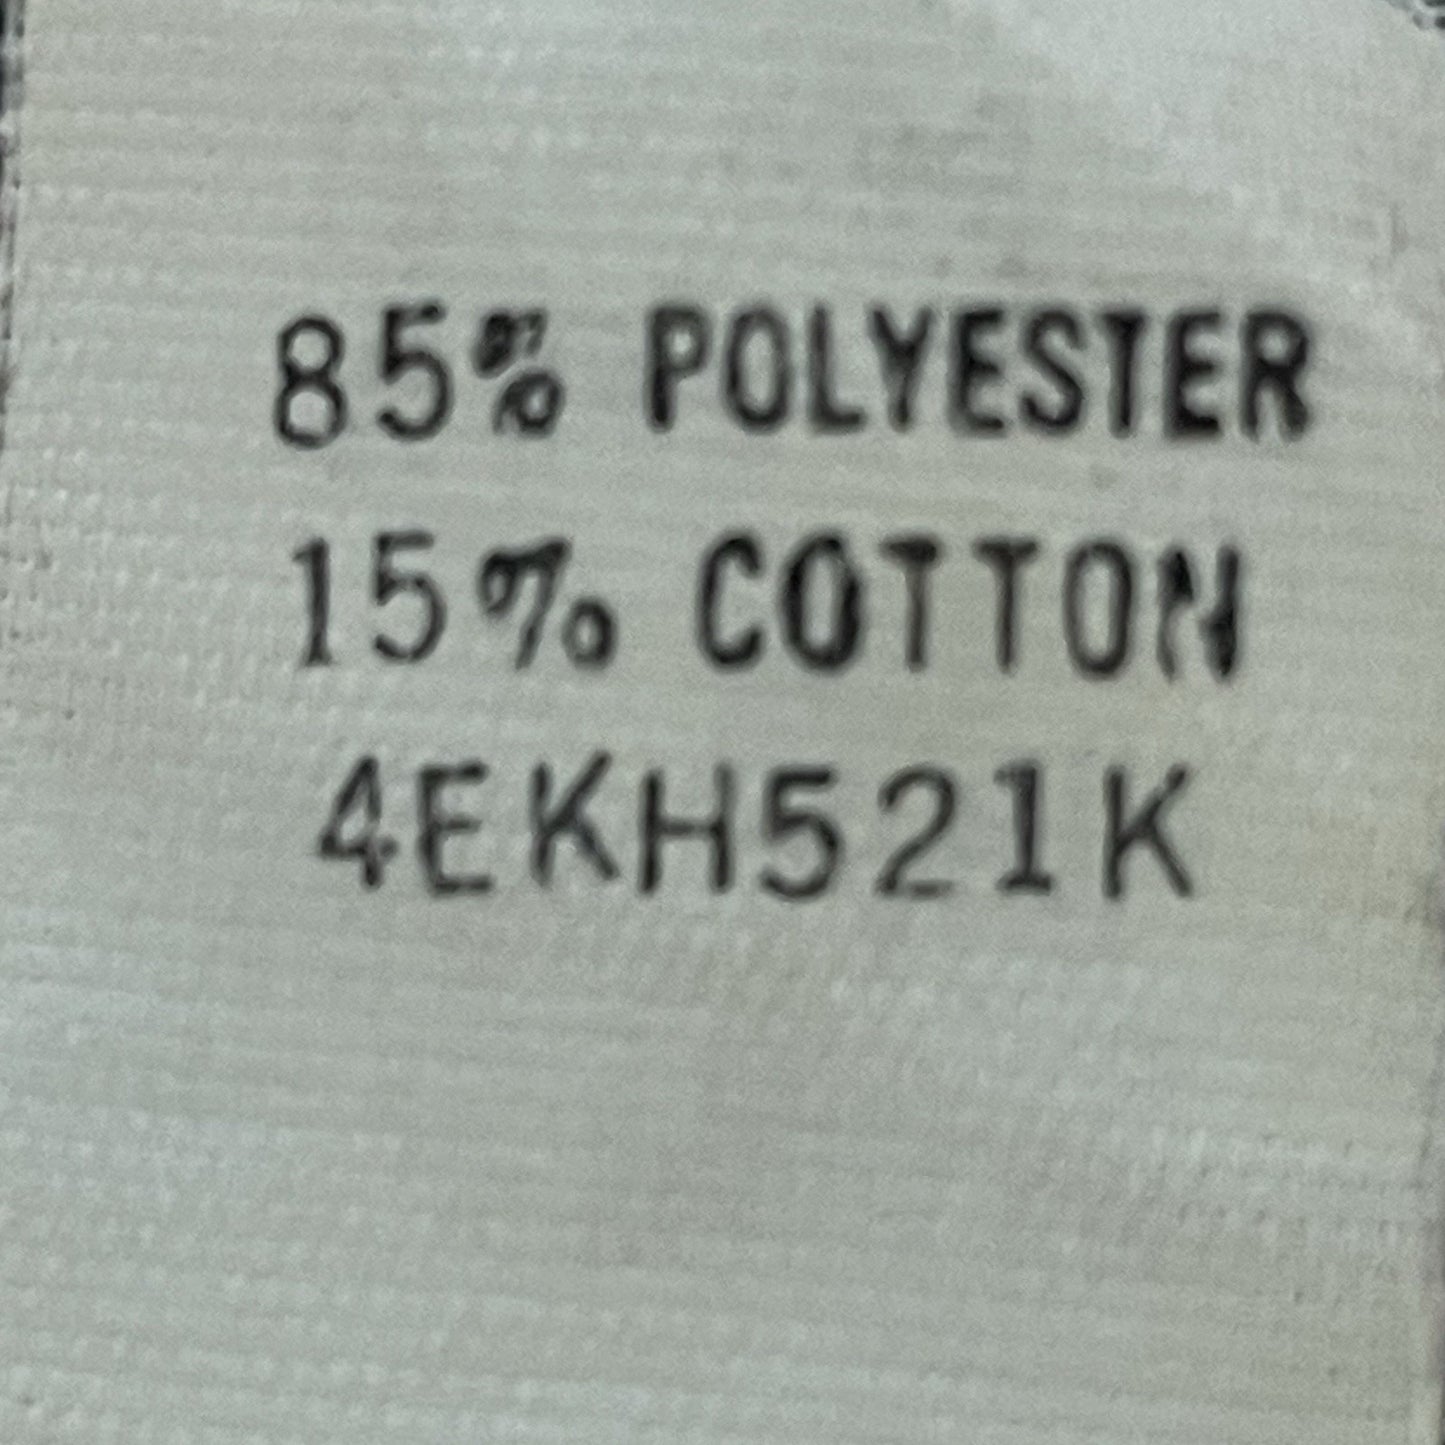 85% POLYESTER
15% COTTON
4EKH521K